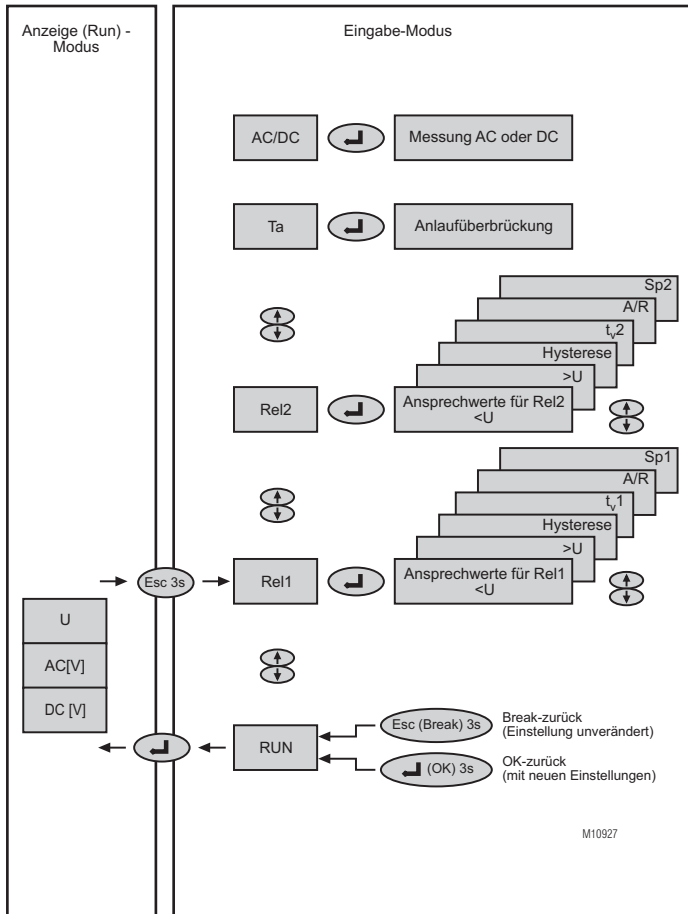 Anzeige (Run) -
Modus
Eingabe-Modus
AC/DC
Messung AC oder DC
Ta
Anlaufüberbrückung
Sp2
A/R
tv2
Hysterese
>U
Rel2
Ansprechwerte für Rel2
<U
Sp1
A/R
tv1
Hysterese
>U
Esc 3s
Rel1
Ansprechwerte für Rel1
<U
U
AC[V]
DC [V]
RUN
Esc (Break) 3s
Break-zurück
(Einstellung unverändert)
(OK) 3s
OK-zurück
(mit neuen Einstellungen)
M10927